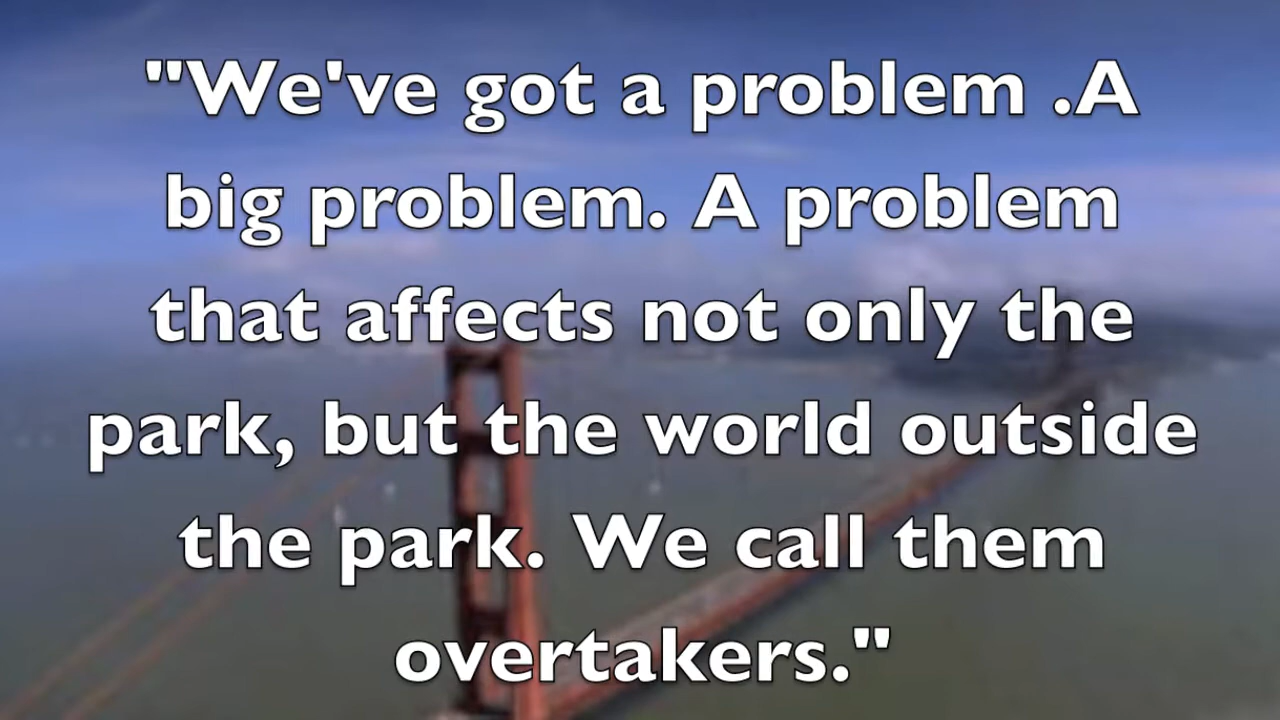 "We've got a problem .A
big problem. A problem
that affects not only the
park, but the world outside
the park. We call them
overtakers."